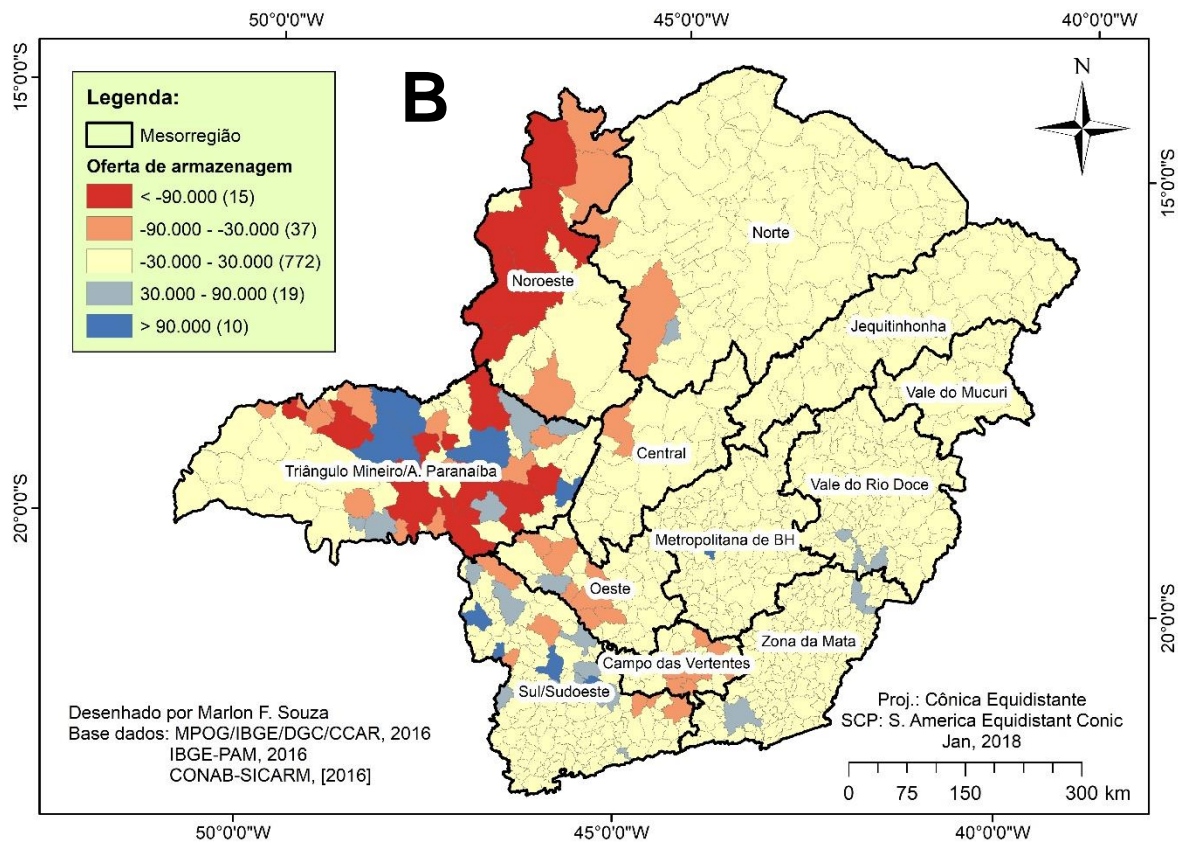 50°0'0"W 45°0'0"W 40°0'0"W
15°0'0"S
15°0'0"S
20°0'0"S
20°0'0"S
B
N
Legenda:
Mesorregião
Oferta de armazenagem
< -90.000 (15)
-90.000 - -30.000 (37)
-30.000 - 30.000 (772)
30.000 - 90.000 (19)
> 90.000 (10)
Norte
Noroeste
Jequitinhonha
Vale do Mucuri
Central
Triângulo Mineiro/A. Paranaíba
Vale do Rio Doce
Metropolitana de BH
Oeste
Zona da Mata
Campo das Vertentes
Sul/Sudoeste
Desenhado por Marlon F. Souza
Base dados: MPOG/IBGE/DGC/CCAR, 2016
IBGE-PAM, 2016
CONAB-SICARM, [2016]
Proj.: Cônica Equidistante
SCP: S. America Equidistant Conic
Jan, 2018
0 75 150 300 km
50°0'0"W 45°0'0"W 40°0'0"W